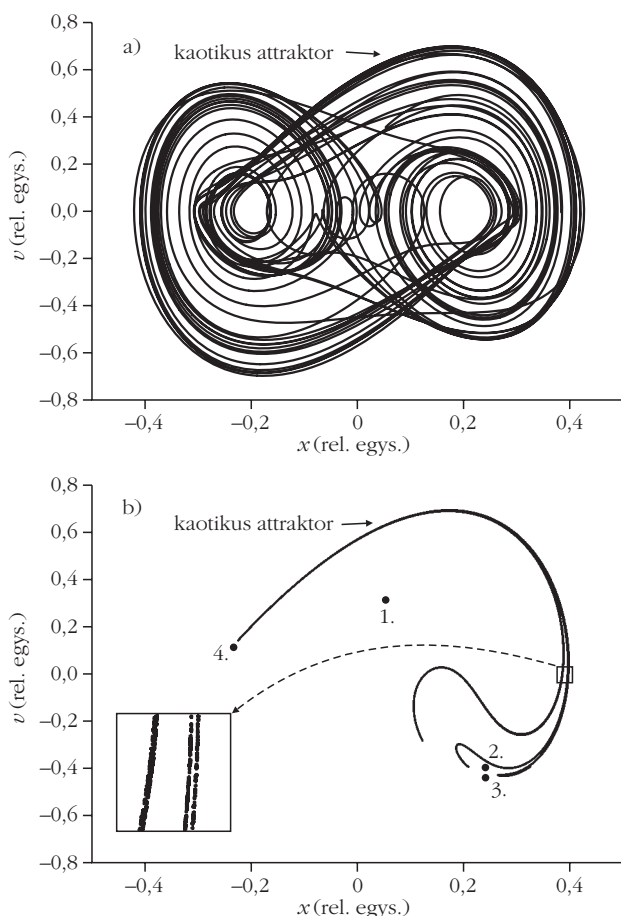 a)
kaotikus attraktor
0,8
0,6
0,4
0,2
0,0
−0,2
−0,4
−0,6
−0,8
v (rel. egys.)
−0,4 −0,2 0 0,2 0,4
x (rel. egys.)
b)
kaotikus attraktor
0,8
0,6
0,4
0,2
0,0
−0,2
−0,4
−0,6
−0,8
v (rel. egys.)
1.
4.
2.
3.
−0,4 −0,2 0 0,2 0,4
x (rel. egys.)